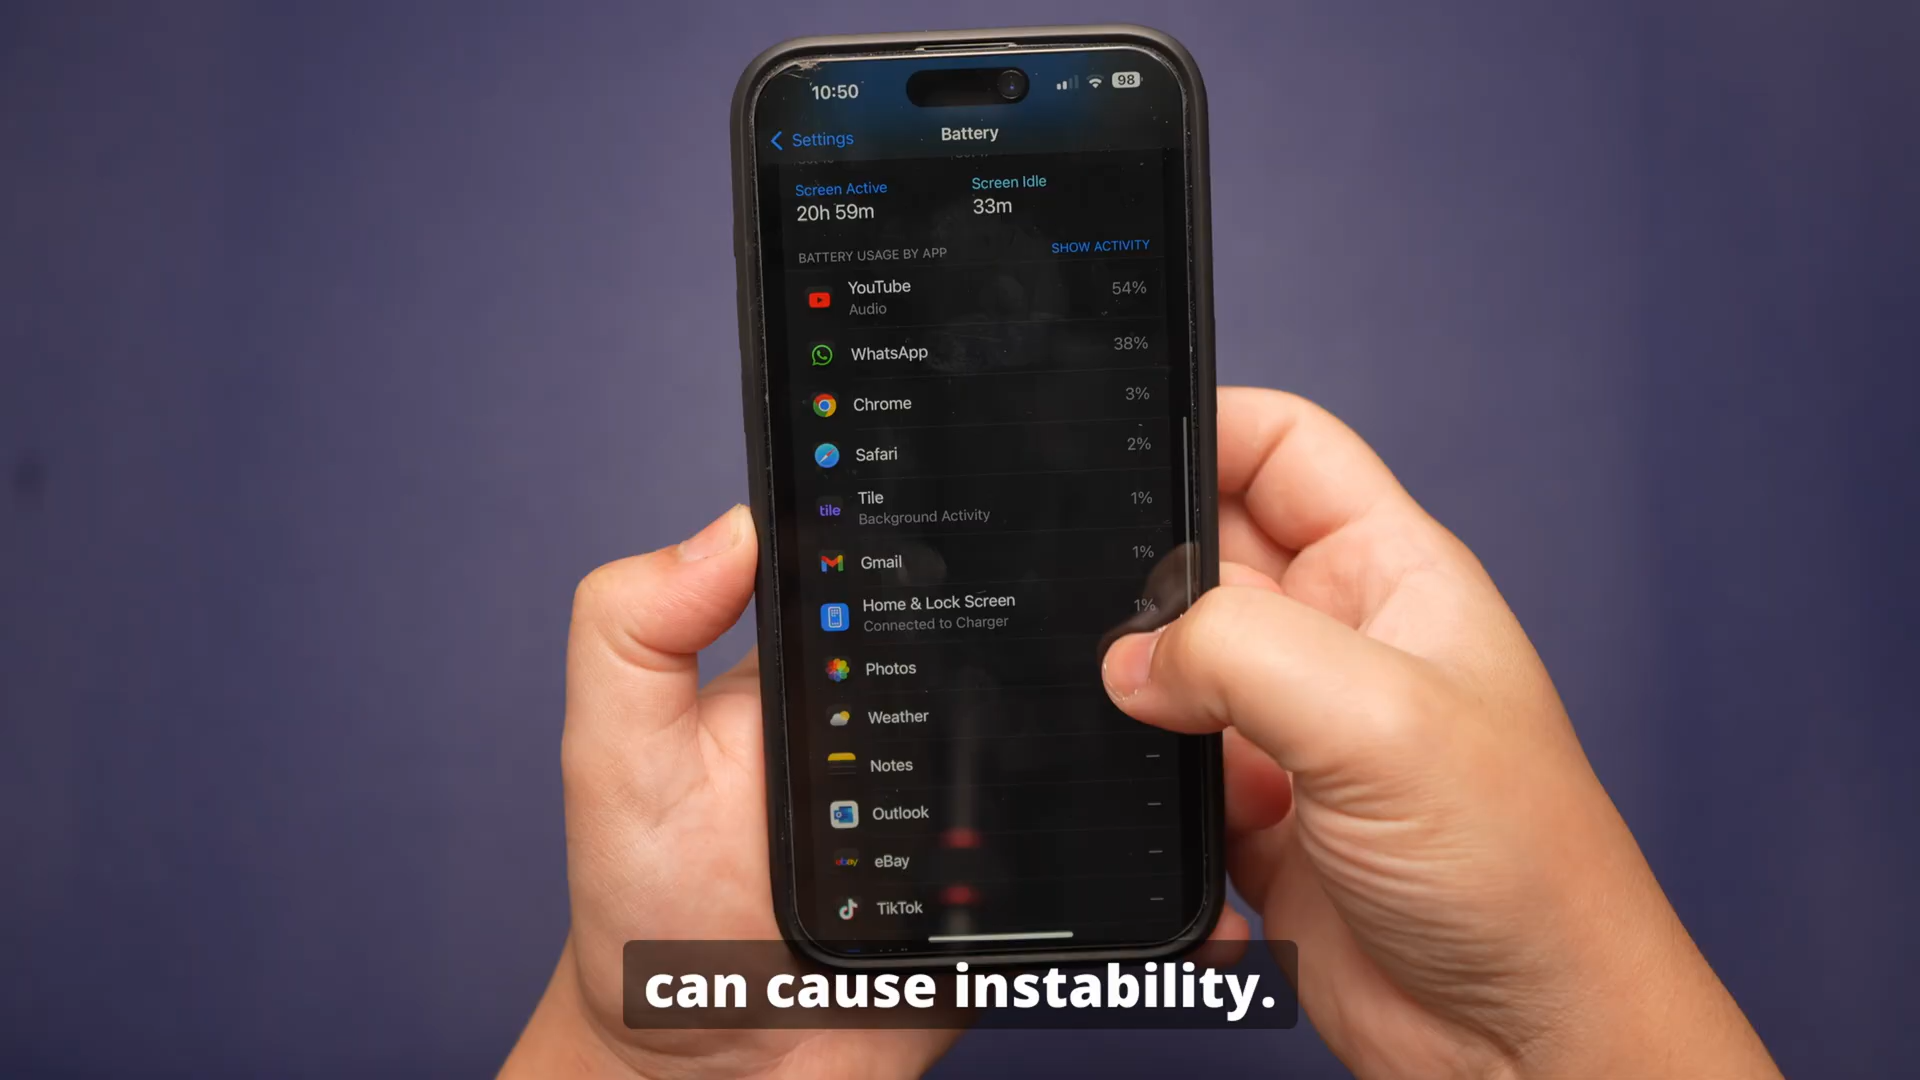 10:50
98
Settings
Battery
Screen Active
Screen Idle
20h 59m
33m
BATTERY USAGE BY APP
SHOW ACTIVITY
YouTube
54%
Audio
WhatsApp
38%
Chrome
3%
Safari
2%
tile
Tile
1%
Background Activity
Gmail
1%
Home & Lock Screen
1%
Connected to Charger
Photos
Weather
Notes
—
Outlook
—
ebay
eBay
—
TikTok
—
can cause instability.